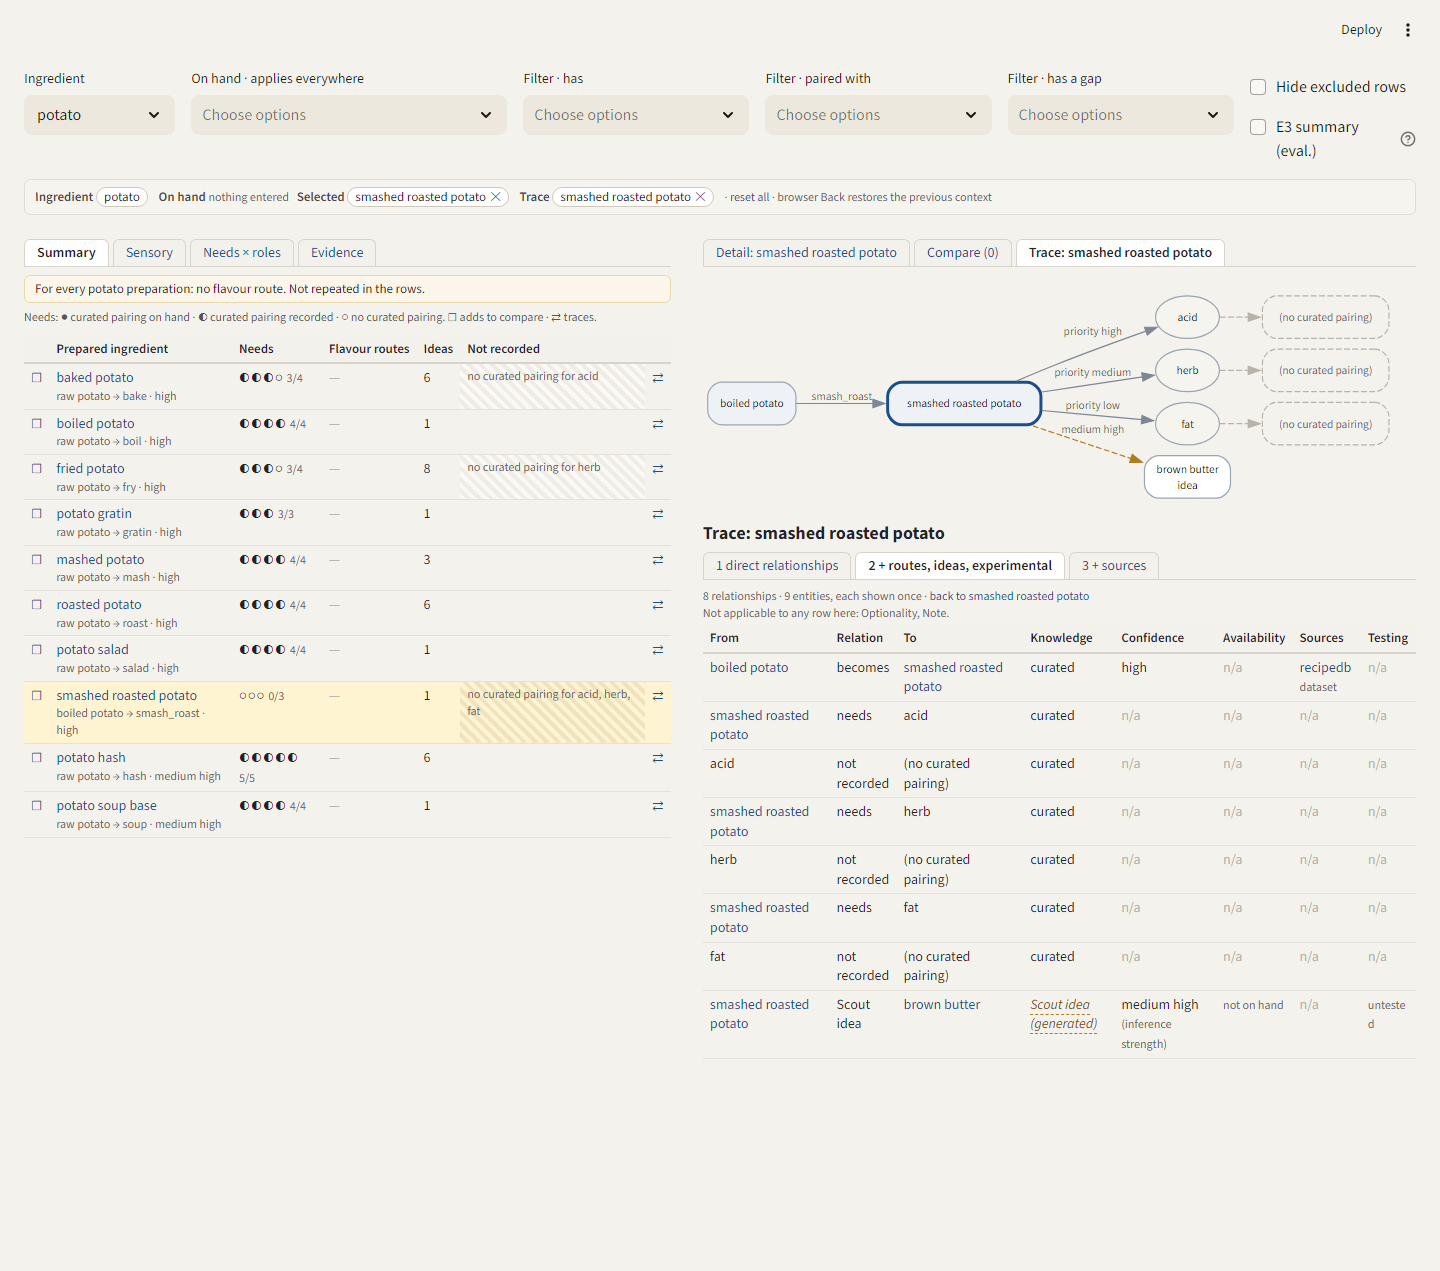 Deploy
Ingredient
On hand · applies everywhere
Filter · has
Filter · paired with
Filter · has a gap
potato
Choose options
Choose options
Choose options
Choose options
Hide excluded rows
E3 summary
(eval.)
Ingredient potato On hand nothing entered Selected smashed roasted potato Trace smashed roasted potato · reset all · browser Back restores the previous context
Summary
Sensory
Needs × roles
Evidence
For every potato preparation: no flavour route. Not repeated in the rows.
Needs: ● curated pairing on hand · ◐ curated pairing recorded · ○ no curated pairing. ❐ adds to compare · ⇄ traces.
Prepared ingredient Needs Flavour routes Ideas Not recorded
❐ baked potato ◐◐◐○ 3/4 — 6 no curated pairing for acid ⇄
raw potato → bake · high
❐ boiled potato ◐◐◐◐ 4/4 — 1 ⇄
raw potato → boil · high
❐ fried potato ◐◐◐○ 3/4 — 8 no curated pairing for herb ⇄
raw potato → fry · high
❐ potato gratin ◐◐◐ 3/3 — 1 ⇄
raw potato → gratin · high
❐ mashed potato ◐◐◐◐ 4/4 — 3 ⇄
raw potato → mash · high
❐ roasted potato ◐◐◐◐ 4/4 — 6 ⇄
raw potato → roast · high
❐ potato salad ◐◐◐◐ 4/4 — 1 ⇄
raw potato → salad · high
❐ smashed roasted potato ○○○ 0/3 — 1 no curated pairing for acid, herb, ⇄
boiled potato → smash_roast · fat
high
❐ potato hash ◐◐◐◐◐ — 6 ⇄
raw potato → hash · medium high 5/5
❐ potato soup base ◐◐◐◐ 4/4 — 1 ⇄
raw potato → soup · medium high
Detail: smashed roasted potato
Compare (0)
Trace: smashed roasted potato
boiled potato
smash_roast
smashed roasted potato
priority high
acid
(no curated pairing)
priority medium
herb
(no curated pairing)
priority low
fat
(no curated pairing)
medium high
brown butter
idea
Trace: smashed roasted potato
1 direct relationships
2 + routes, ideas, experimental
3 + sources
8 relationships · 9 entities, each shown once · back to smashed roasted potato
Not applicable to any row here: Optionality, Note.
From Relation To Knowledge Confidence Availability Sources Testing
boiled potato becomes smashed roasted curated high n/a recipedb n/a
potato dataset
smashed roasted needs acid curated n/a n/a n/a n/a
potato
acid not (no curated curated n/a n/a n/a n/a
recorded pairing)
smashed roasted needs herb curated n/a n/a n/a n/a
potato
herb not (no curated curated n/a n/a n/a n/a
recorded pairing)
smashed roasted needs fat curated n/a n/a n/a n/a
potato
fat not (no curated curated n/a n/a n/a n/a
recorded pairing)
smashed roasted Scout brown butter Scout idea medium high not on hand n/a unteste
potato idea (generated) (inference d
strength)